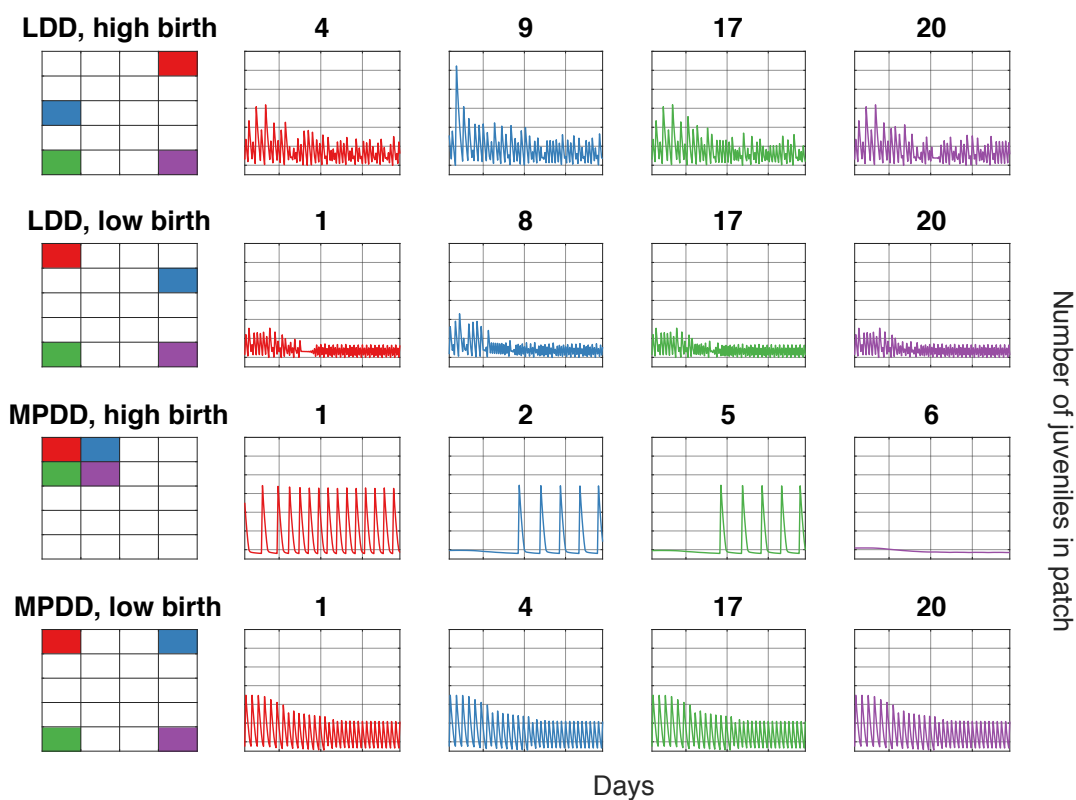 LDD, high birth 4 9 17 20
LDD, low birth 1 8 17 20
MPDD, high birth 1 2 5 6
MPDD, low birth 1 4 17 20
Days
Number of juveniles in patch